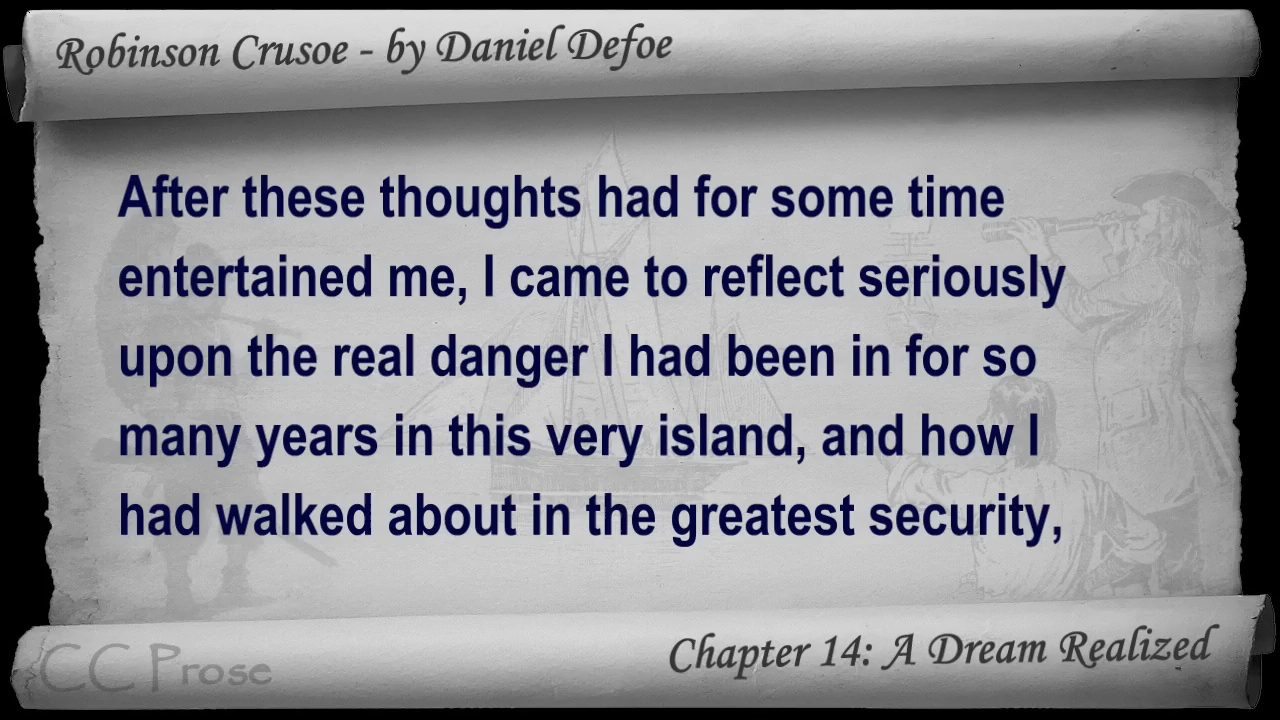 Robinson Crusoe - by Daniel Defoe
After these thoughts had for some time
entertained me, I came to reflect seriously
upon the real danger I had been in for so
many years in this very island, and how I
had walked about in the greatest security,
CC Prose
Chapter 14: A Dream Realized